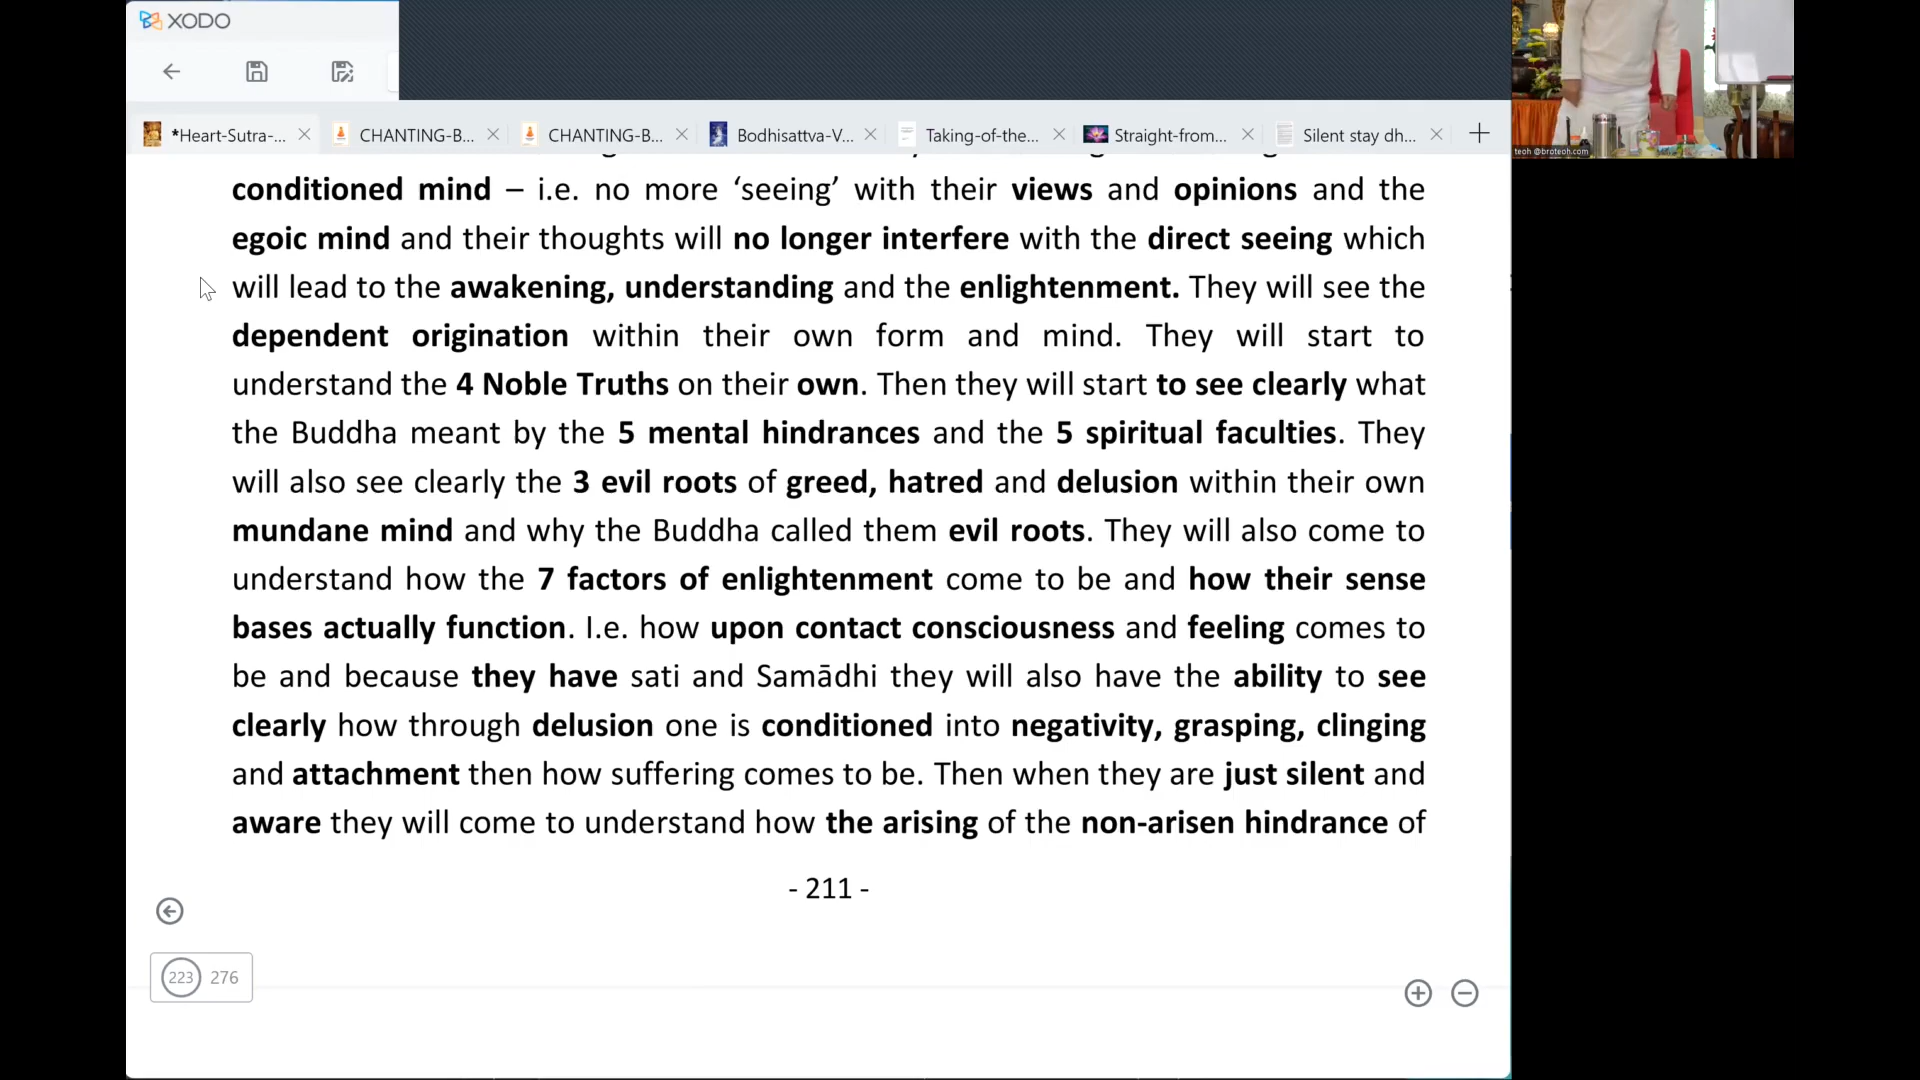 XODO
*Heart-Sutra-...
CHANTING-B...
CHANTING-B...
Bodhisattva-V...
Taking-of-the...
Straight-from...
Silent stay dh...
teoh @broteoh.com
conditioned mind – i.e. no more ‘seeing’ with their views and opinions and the
egoic mind and their thoughts will no longer interfere with the direct seeing which
will lead to the awakening, understanding and the enlightenment. They will see the
dependent origination within their own form and mind. They will start to
understand the 4 Noble Truths on their own. Then they will start to see clearly what
the Buddha meant by the 5 mental hindrances and the 5 spiritual faculties. They
will also see clearly the 3 evil roots of greed, hatred and delusion within their own
mundane mind and why the Buddha called them evil roots. They will also come to
understand how the 7 factors of enlightenment come to be and how their sense
bases actually function. I.e. how upon contact consciousness and feeling comes to
be and because they have sati and Samādhi they will also have the ability to see
clearly how through delusion one is conditioned into negativity, grasping, clinging
and attachment then how suffering comes to be. Then when they are just silent and
aware they will come to understand how the arising of the non-arisen hindrance of
- 211 -
223 276